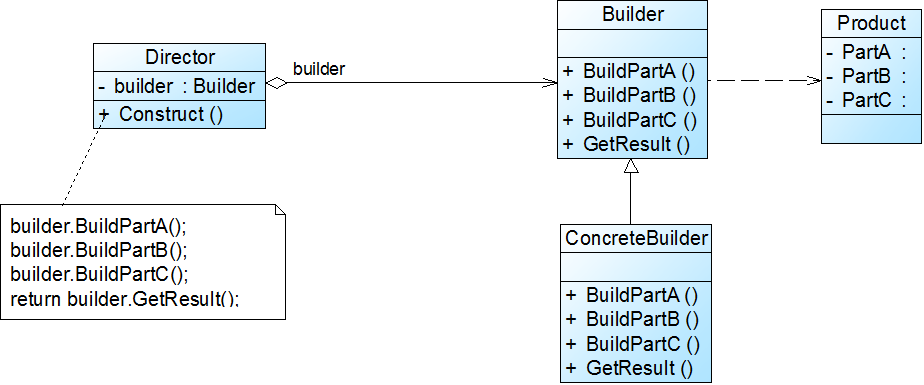 Director
- builder : Builder
+ Construct ()
builder.BuildPartA();
builder.BuildPartB();
builder.BuildPartC();
return builder.GetResult();
builder
Builder
+ BuildPartA ()
+ BuildPartB ()
+ BuildPartC ()
+ GetResult ()
ConcreteBuilder
+ BuildPartA ()
+ BuildPartB ()
+ BuildPartC ()
+ GetResult ()
Product
- PartA :
- PartB :
- PartC :